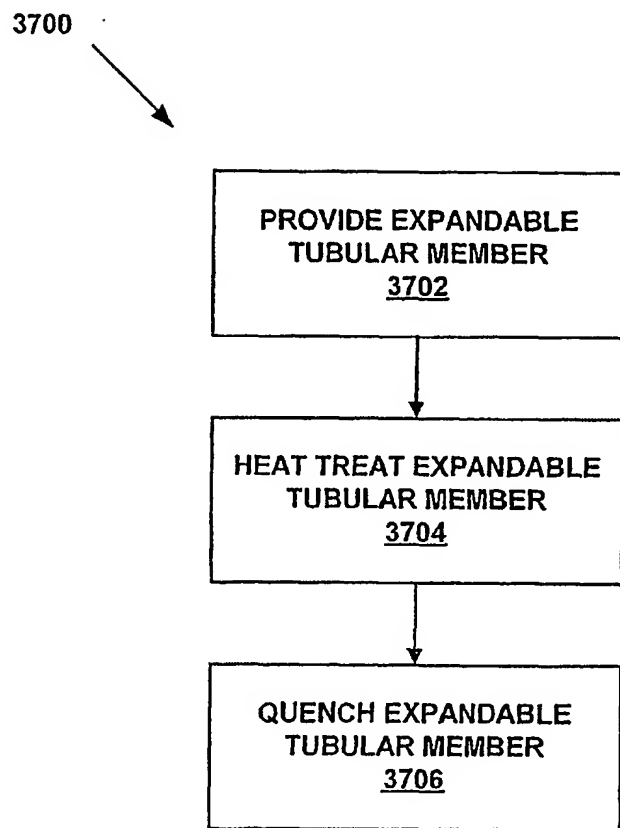 3700
PROVIDE EXPANDABLE
TUBULAR MEMBER
3702
HEAT TREAT EXPANDABLE
TUBULAR MEMBER
3704
QUENCH EXPANDABLE
TUBULAR MEMBER
3706